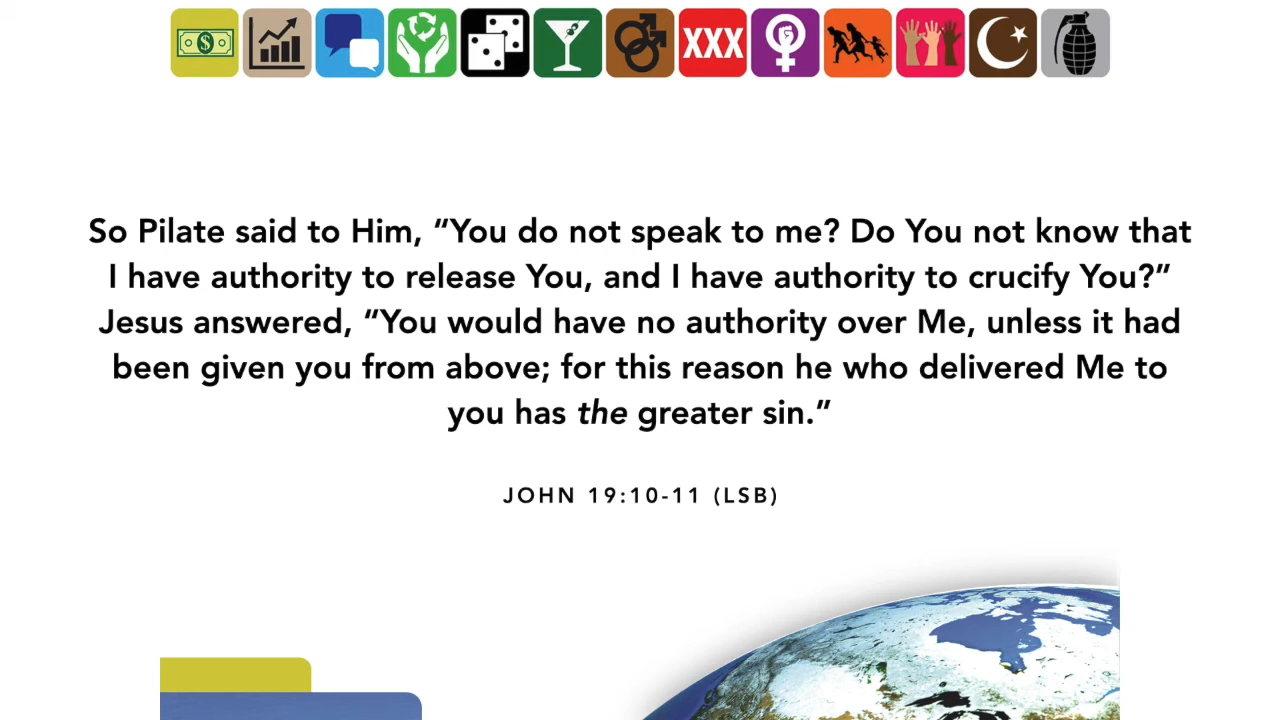 $
XXX
So Pilate said to Him, “You do not speak to me? Do You not know that
I have authority to release You, and I have authority to crucify You?”
Jesus answered, “You would have no authority over Me, unless it had
been given you from above; for this reason he who delivered Me to
you has the greater sin.”
JOHN 19:10-11 (LSB)